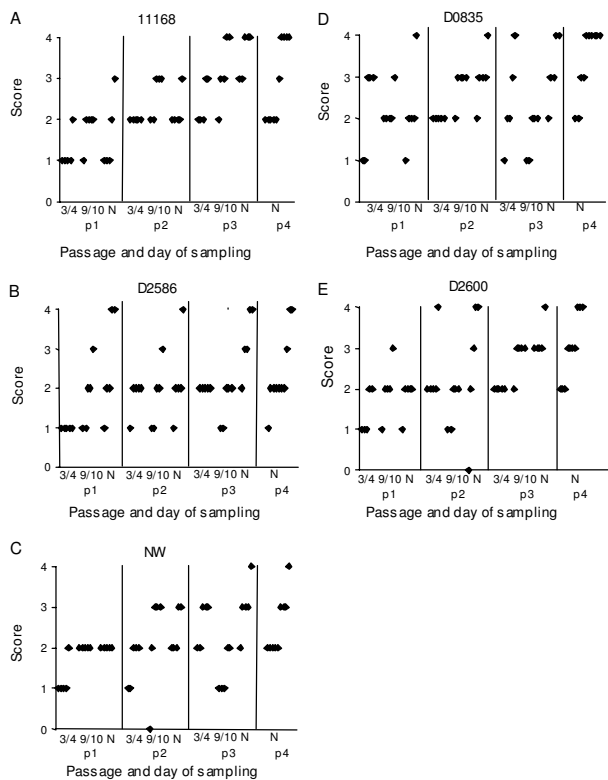 A
11168
Score
4
3
2
1
0
3/4 9/10 N 3/4 9/10 N 3/4 9/10 N N
p1 p2 p3 p4
Passage and day of sampling
B
D2586
Score
4
3
2
1
0
3/4 9/10 N 3/4 9/10 N 3/4 9/10 N N
p1 p2 p3 p4
Passage and day of sampling
C
NW
Score
4
3
2
1
0
3/4 9/10 N 3/4 9/10 N 3/4 9/10 N N
p1 p2 p3 p4
Passage and day of sampling
D
D0835
Score
4
3
2
1
0
3/4 9/10 N 3/4 9/10 N 3/4 9/10 N N
p1 p2 p3 p4
Passage and day of sampling
E
D2600
Score
4
3
2
1
0
3/4 9/10 N 3/4 9/10 N 3/4 9/10 N N
p1 p2 p3 p4
Passage and day of sampling